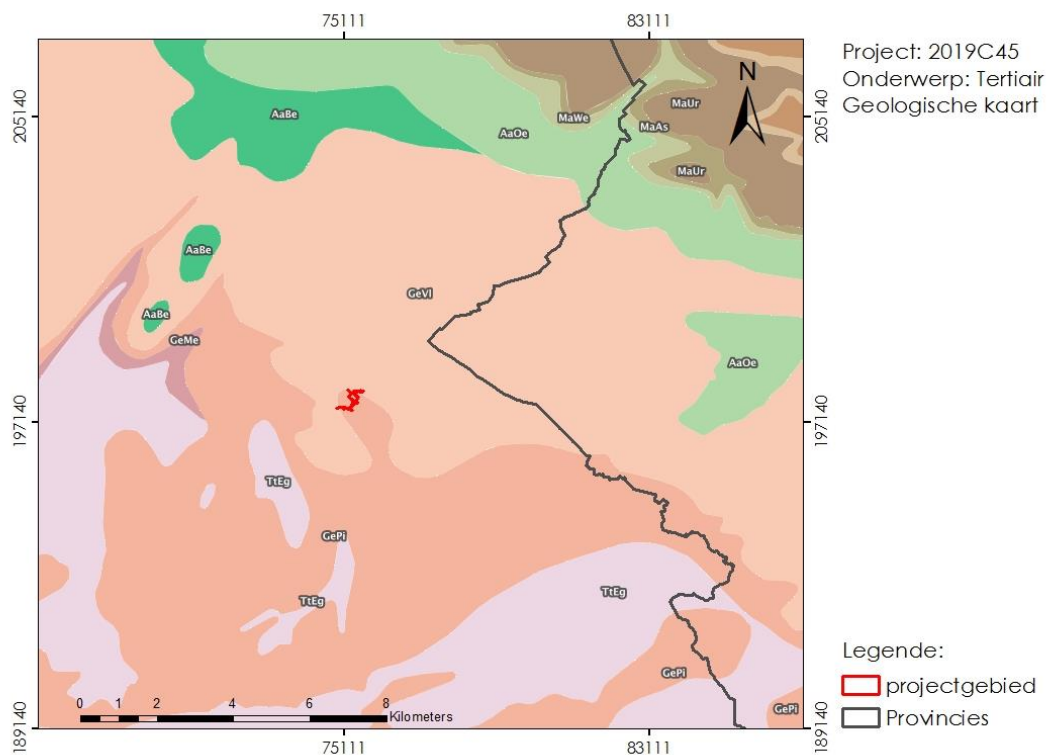 75111
83111
Project: 2019C45
Onderwerp: Tertiair
Geologische kaart
N
205140
205140
AaBe
MaWe
MaUr
AaOe
MaAs
MaUr
AaBe
GeVl
AaBe
GeMe
AaOe
197140
197140
TtEg
GePi
TtEg
TtEg
GePi
GePi
0 1 2 4 6 8
Kilometers
189140
189140
75111
83111
Legende:
projectgebied
Provincies